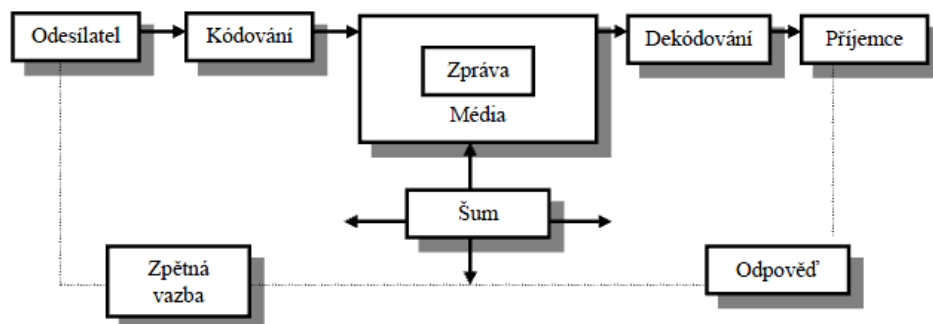 Odesílatel
Kódování
Zpráva
Média
Dekódování
Příjemce
Šum
Zpětná
vazba
Odpověď